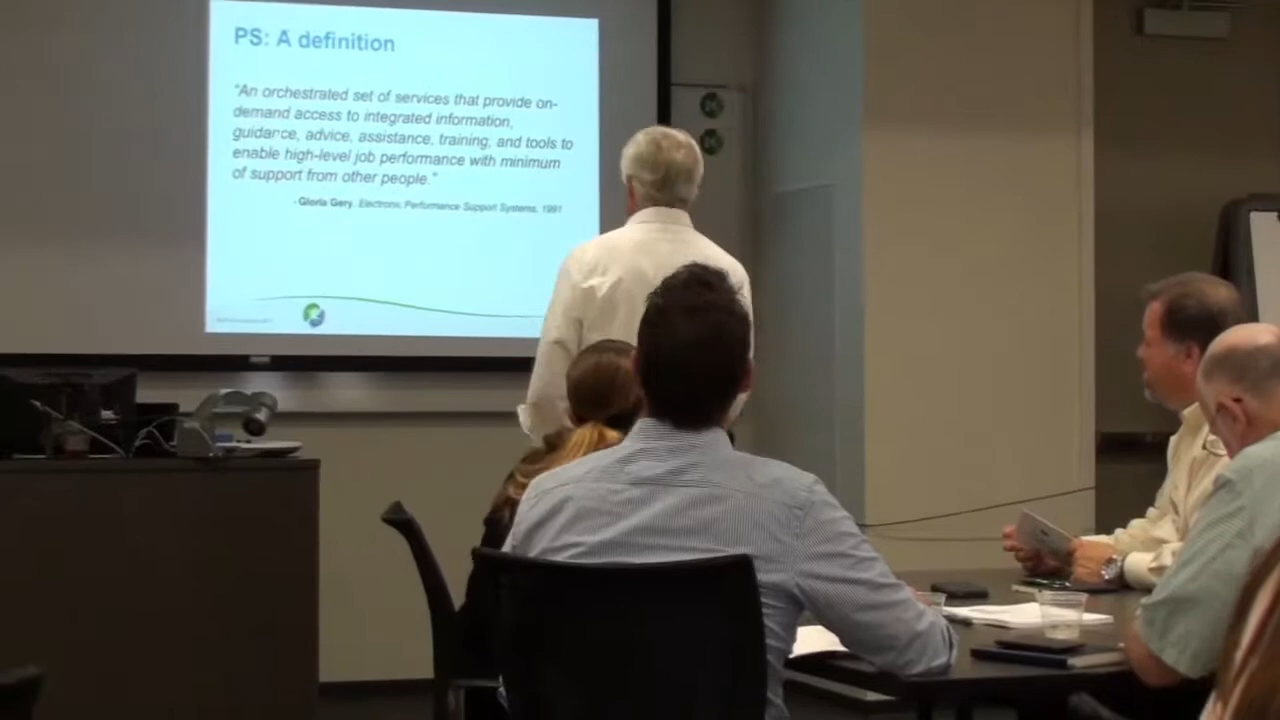 PS: A definition
"An orchestrated set of services that provide on-
demand access to integrated information,
guidance, advice, assistance, training, and tools to
enable high-level job performance with minimum
of support from other people."
- Gloria Gery, Electronic Performance Support Systems, 1991